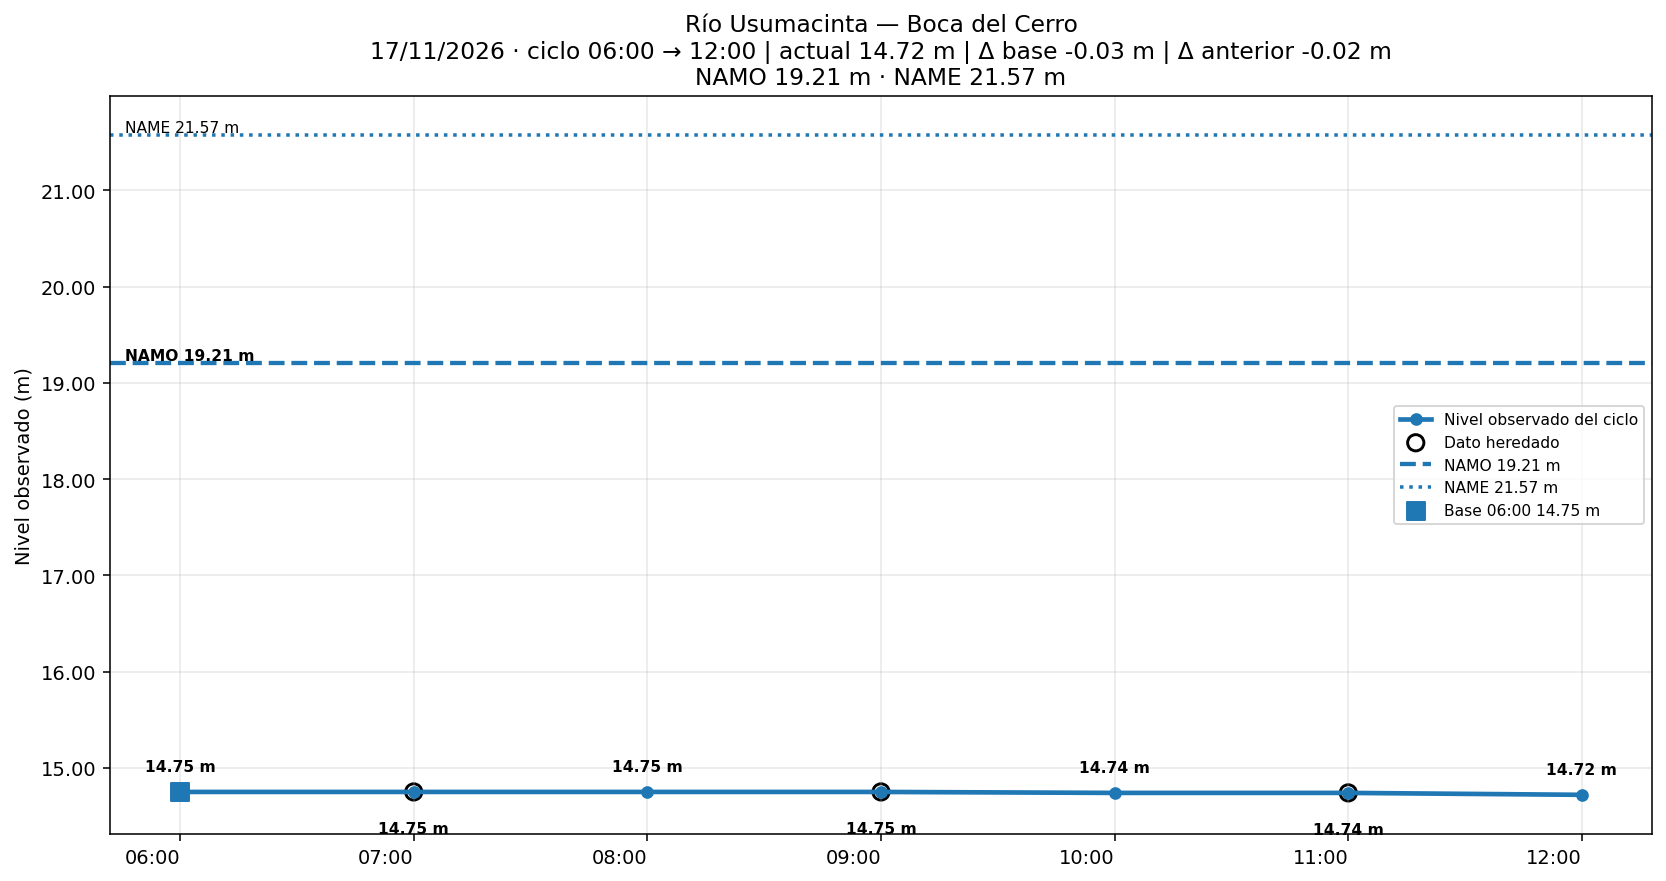 Río Usumacinta — Boca del Cerro
17/11/2026 · ciclo 06:00 → 12:00 | actual 14.72 m | Δ base -0.03 m | Δ anterior -0.02 m
NAMO 19.21 m · NAME 21.57 m
NAME 21.57 m
21.00
20.00
NAMO 19.21 m
19.00
18.00
17.00
16.00
15.00
Nivel observado (m)
Nivel observado del ciclo
Dato heredado
NAMO 19.21 m
NAME 21.57 m
Base 06:00 14.75 m
14.75 m
14.75 m
14.75 m
14.75 m
14.74 m
14.74 m
14.72 m
06:00
07:00
08:00
09:00
10:00
11:00
12:00